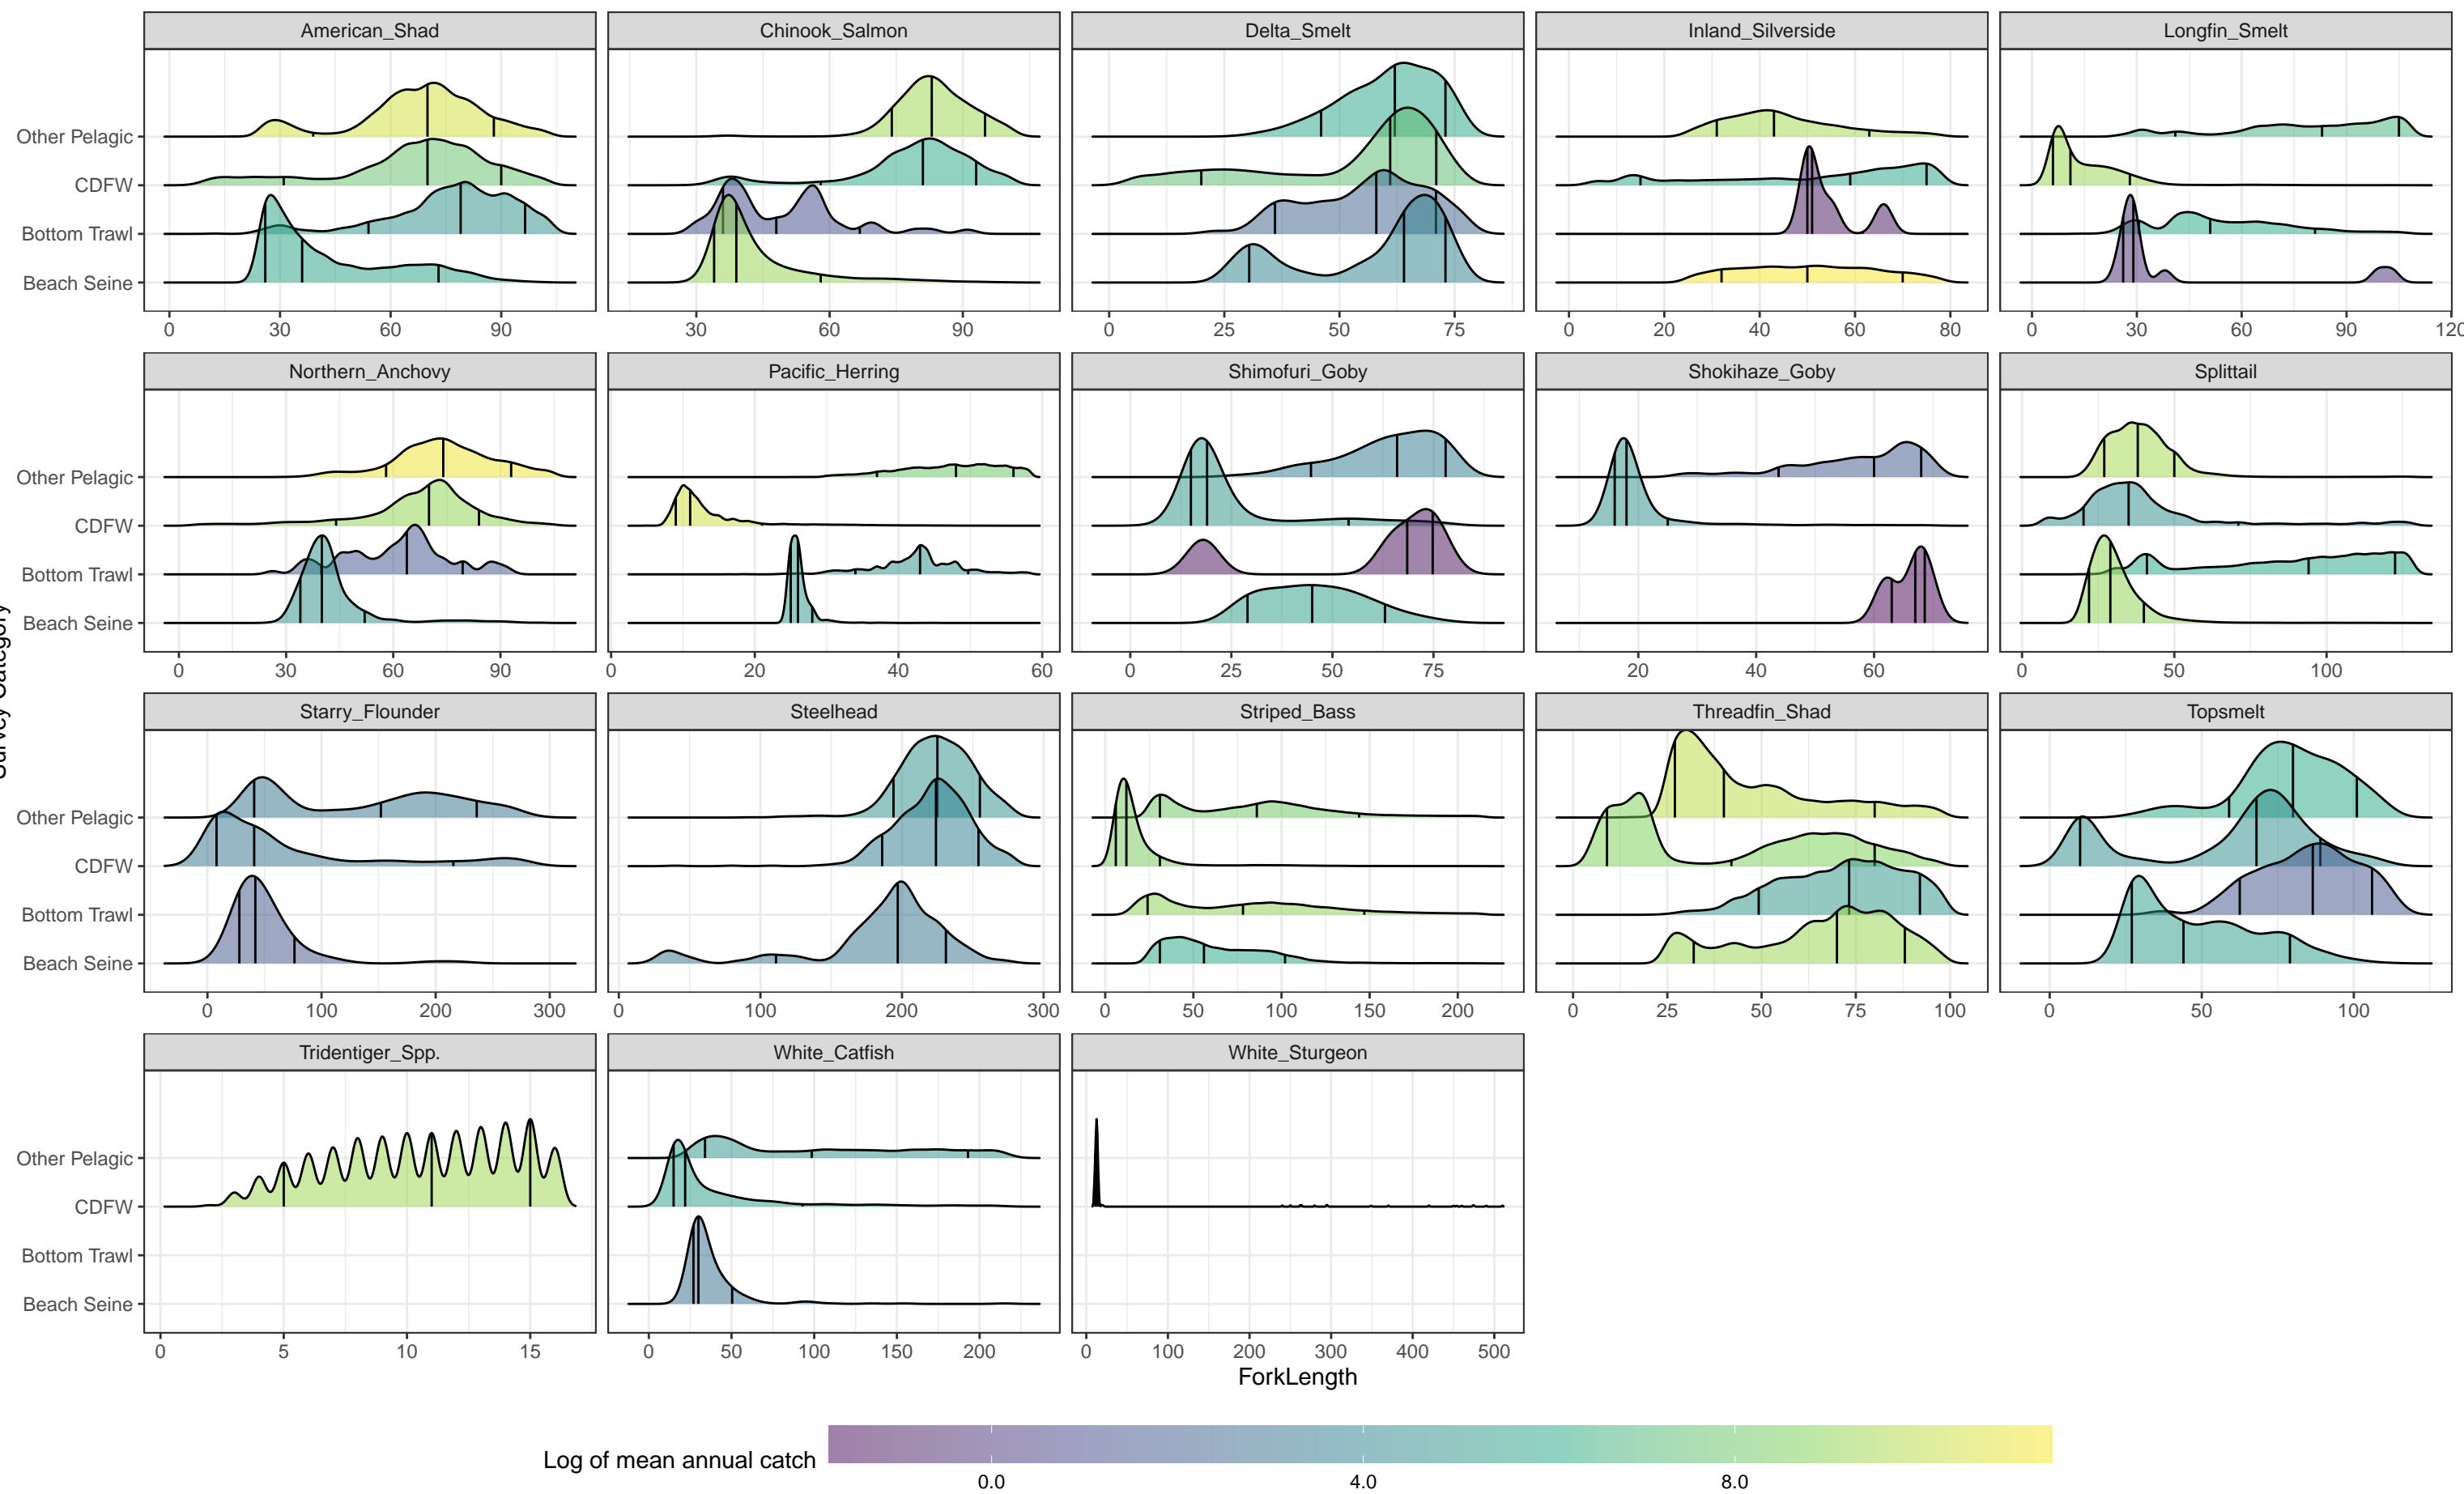 American_Shad Chinook_Salmon Delta_Smelt Inland_Silverside Longfin_Smelt
Other Pelagic
CDFW
Bottom Trawl
Beach Seine
0 30 60 90 30 60 90 0 25 50 75 0 20 40 60 80 0 30 60 90 120
Northern_Anchovy Pacific_Herring Shimofuri_Goby Shokihaze_Goby Splittail
Other Pelagic
CDFW
Bottom Trawl
Beach Seine
0 30 60 90 0 20 40 60 0 25 50 75 20 40 60 0 50 100
Survey Category
Starry_Flounder Steelhead Striped_Bass Threadfin_Shad Topsmelt
Other Pelagic
CDFW
Bottom Trawl
Beach Seine
0 100 200 300 0 100 200 300 0 50 100 150 200 0 25 50 75 100 0 50 100
Tridentiger_Spp. White_Catfish White_Sturgeon
Other Pelagic
CDFW
Bottom Trawl
Beach Seine
0 5 10 15 0 50 100 150 200 0 100 200 300 400 500
ForkLength
Log of mean annual catch
0.0 4.0 8.0